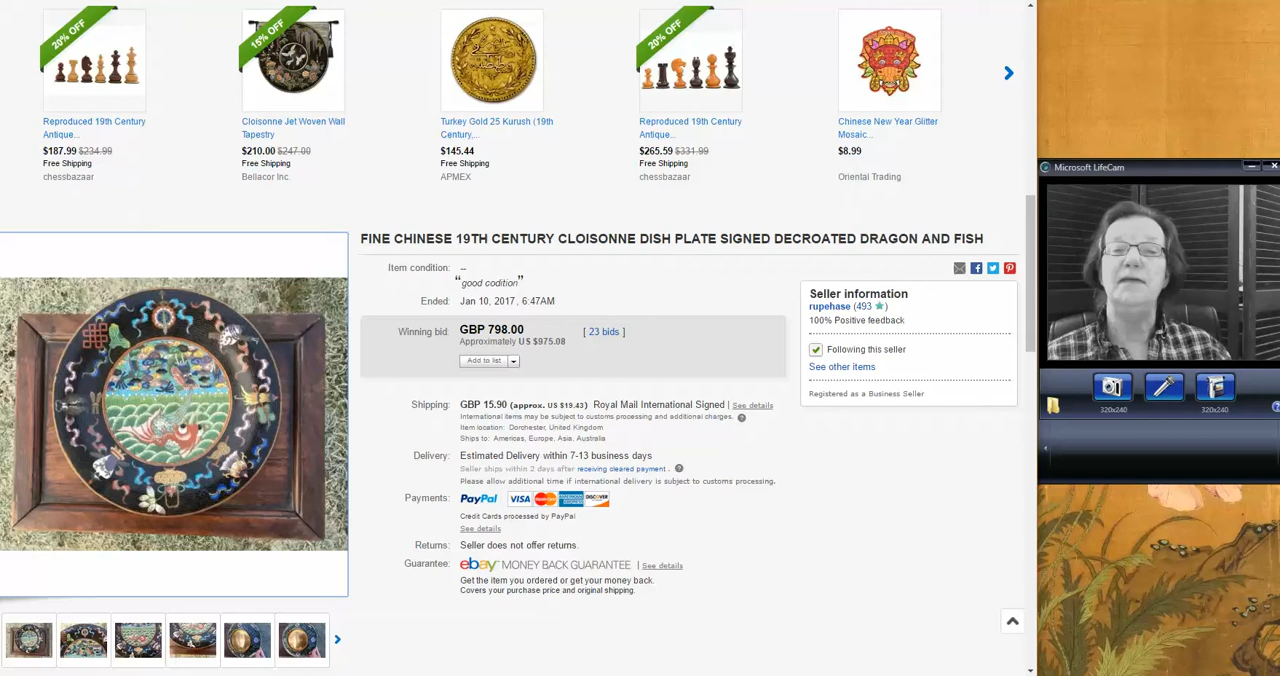 20% OFF
15% OFF
20% OFF
Reproduced 19th Century
Antique...
$187.99 $234.99
Free Shipping
chessbazaar
Cloisonne Jet Woven Wall
Tapestry
$210.00 $247.00
Free Shipping
Bellacor Inc.
Turkey Gold 25 Kurush (19th
Century,...
$145.44
Free Shipping
APMEX
Reproduced 19th Century
Antique...
$265.59 $331.99
Free Shipping
chessbazaar
Chinese New Year Glitter
Mosaic...
$8.99
Oriental Trading
Microsoft LifeCam
FINE CHINESE 19TH CENTURY CLOISONNE DISH PLATE SIGNED DECROATED DRAGON AND FISH
Item condition: --
“good codition”
Ended: Jan 10, 2017 , 6:47AM
Winning bid: GBP 798.00 [ 23 bids ]
Approximately US $975.08
Add to list
Seller information
rupehase (493 )
100% Positive feedback
Following this seller
See other items
Registered as a Business Seller
320x240
320x240
Shipping: GBP 15.90 (approx. US $19.43) Royal Mail International Signed | See details
International items may be subject to customs processing and additional charges. ?
Item location: Dorchester, United Kingdom
Ships to: Americas, Europe, Asia, Australia
Delivery: Estimated Delivery within 7-13 business days
Seller ships within 2 days after receiving cleared payment . ?
Please allow additional time if international delivery is subject to customs processing.
Payments: PayPal VISA MasterCard AMERICAN EXPRESS DISCOVER
Credit Cards processed by PayPal
See details
Returns: Seller does not offer returns.
Guarantee: ebay MONEY BACK GUARANTEE | See details
Get the item you ordered or get your money back.
Covers your purchase price and original shipping.